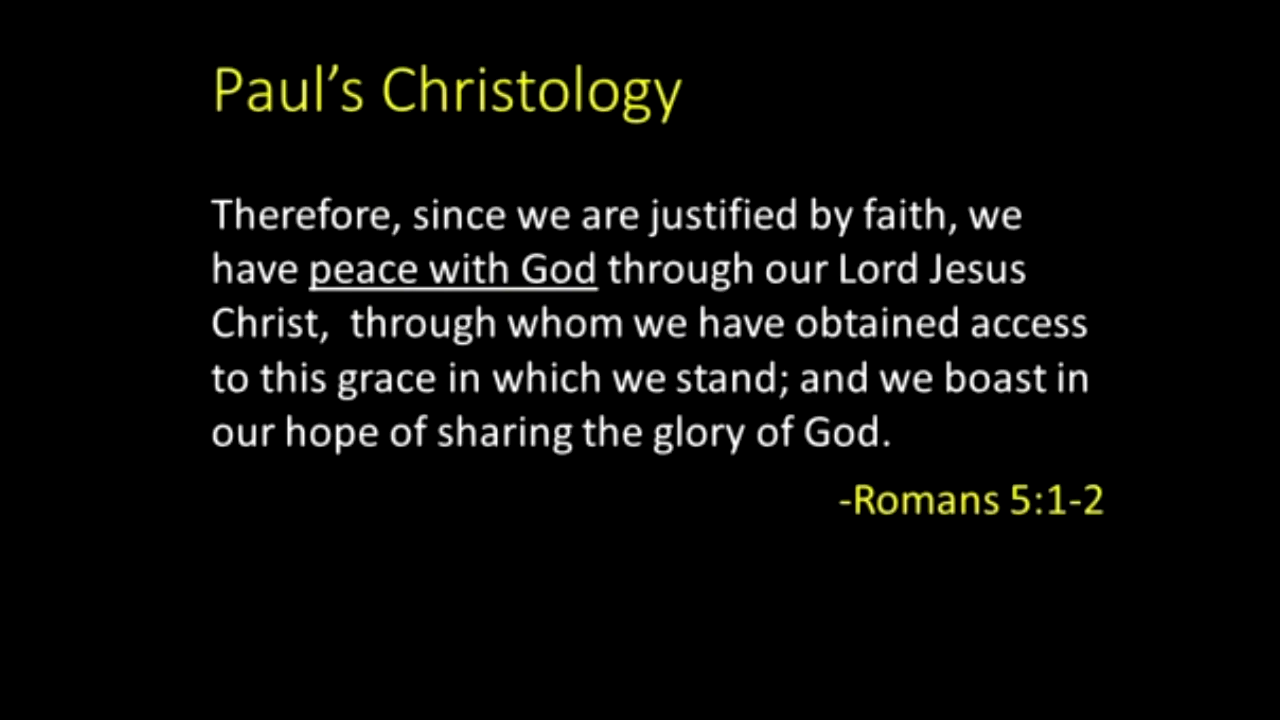 Paul’s Christology
Therefore, since we are justified by faith, we
have peace with God through our Lord Jesus
Christ,  through whom we have obtained access
to this grace in which we stand; and we boast in
our hope of sharing the glory of God.
-Romans 5:1-2